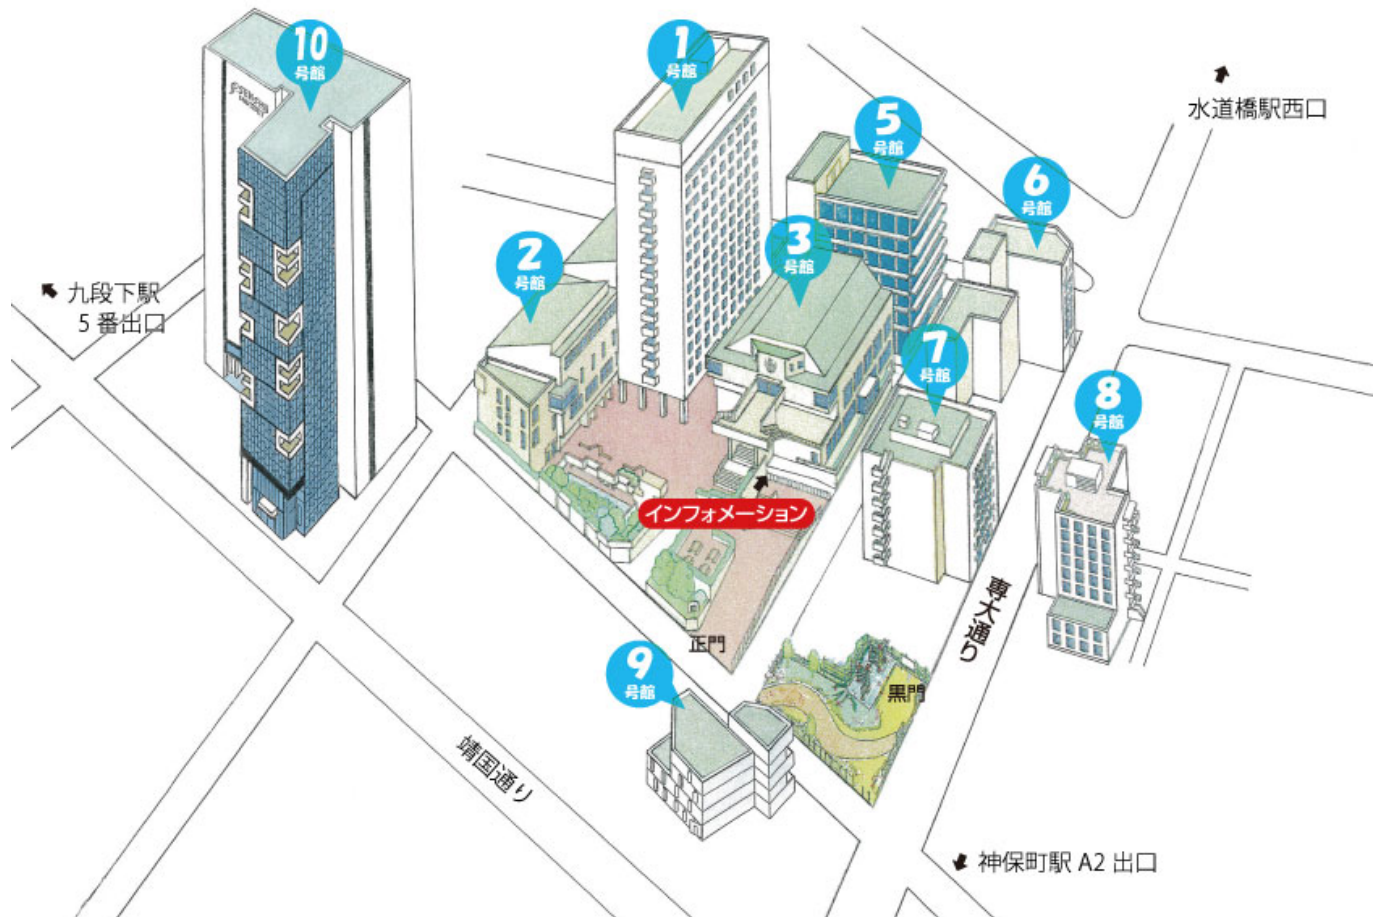 10
号館
1
号館
5
号館
水道橋駅西口
6
号館
3
号館
2
号館
九段下駅
5 番出口
7
号館
8
号館
インフォメーション
専大通り
正門
9
号館
黒門
靖国通り
神保町駅 A2 出口